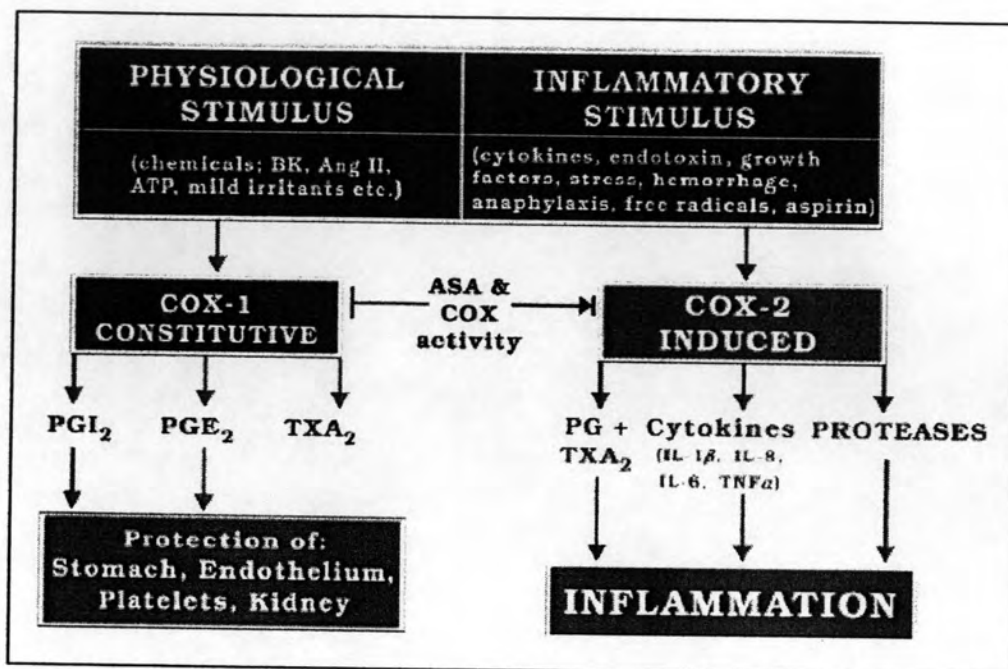 PHYSIOLOGICAL
STIMULUS
(chemicals; BK, Ang II,
ATP, mild irritants etc.)
INFLAMMATORY
STIMULUS
(cytokines, endotoxin, growth
factors, stress, hemorrhage,
anaphylaxis, free radicals, aspirin)
COX-1
CONSTITUTIVE
ASA &
COX
activity
COX-2
INDUCED
PGI₂
PGE₂
TXA₂
PG +
TXA₂
Cytokines
(IL-1β, IL-8,
IL-6, TNFα)
PROTEASES
Protection of:
Stomach, Endothelium,
Platelets, Kidney
INFLAMMATION